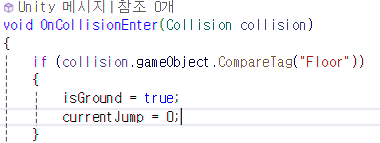 Unity 메시지 | 참조 0개
void OnCollisionEnter(Collision collision)
{
if (collision.gameObject.CompareTag("Floor"))
{
isGround = true;
currentJump = 0;
}